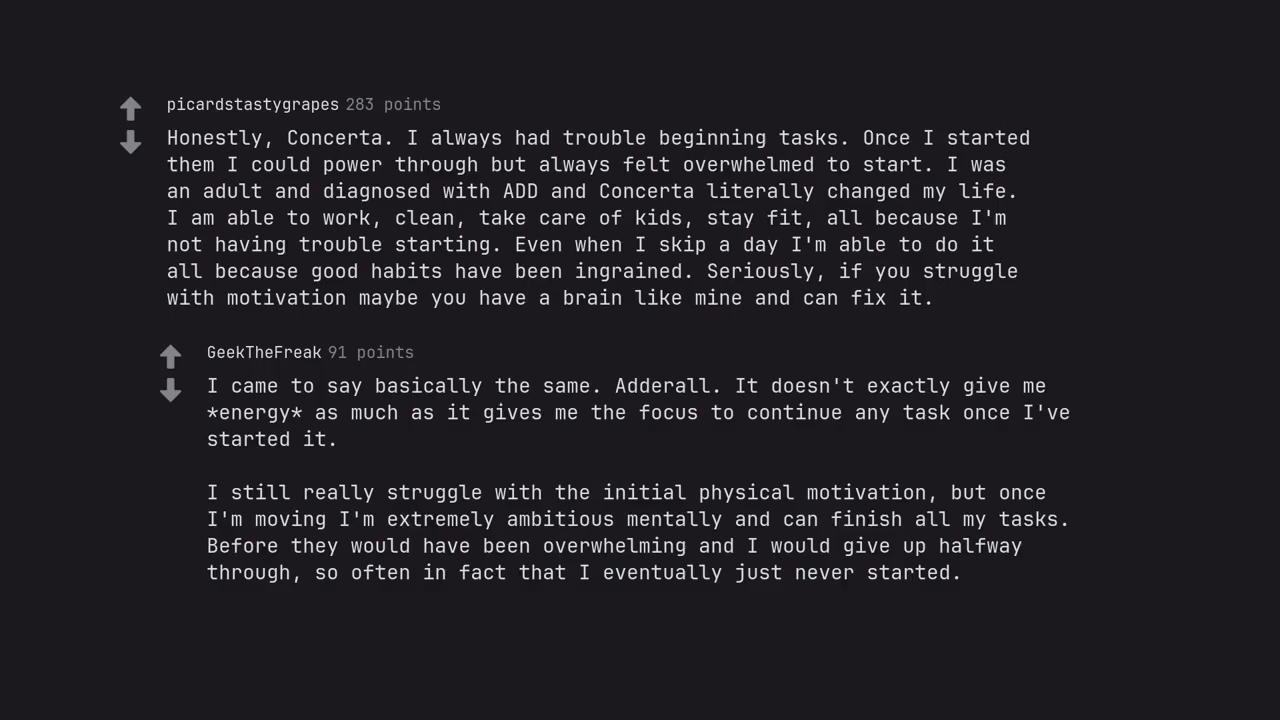 picardstastygrapes 283 points
Honestly, Concerta. I always had trouble beginning tasks. Once I started
them I could power through but always felt overwhelmed to start. I was
an adult and diagnosed with ADD and Concerta literally changed my life.
I am able to work, clean, take care of kids, stay fit, all because I'm
not having trouble starting. Even when I skip a day I'm able to do it
all because good habits have been ingrained. Seriously, if you struggle
with motivation maybe you have a brain like mine and can fix it.
GeekTheFreak 91 points
I came to say basically the same. Adderall. It doesn't exactly give me
*energy* as much as it gives me the focus to continue any task once I've
started it.
I still really struggle with the initial physical motivation, but once
I'm moving I'm extremely ambitious mentally and can finish all my tasks.
Before they would have been overwhelming and I would give up halfway
through, so often in fact that I eventually just never started.